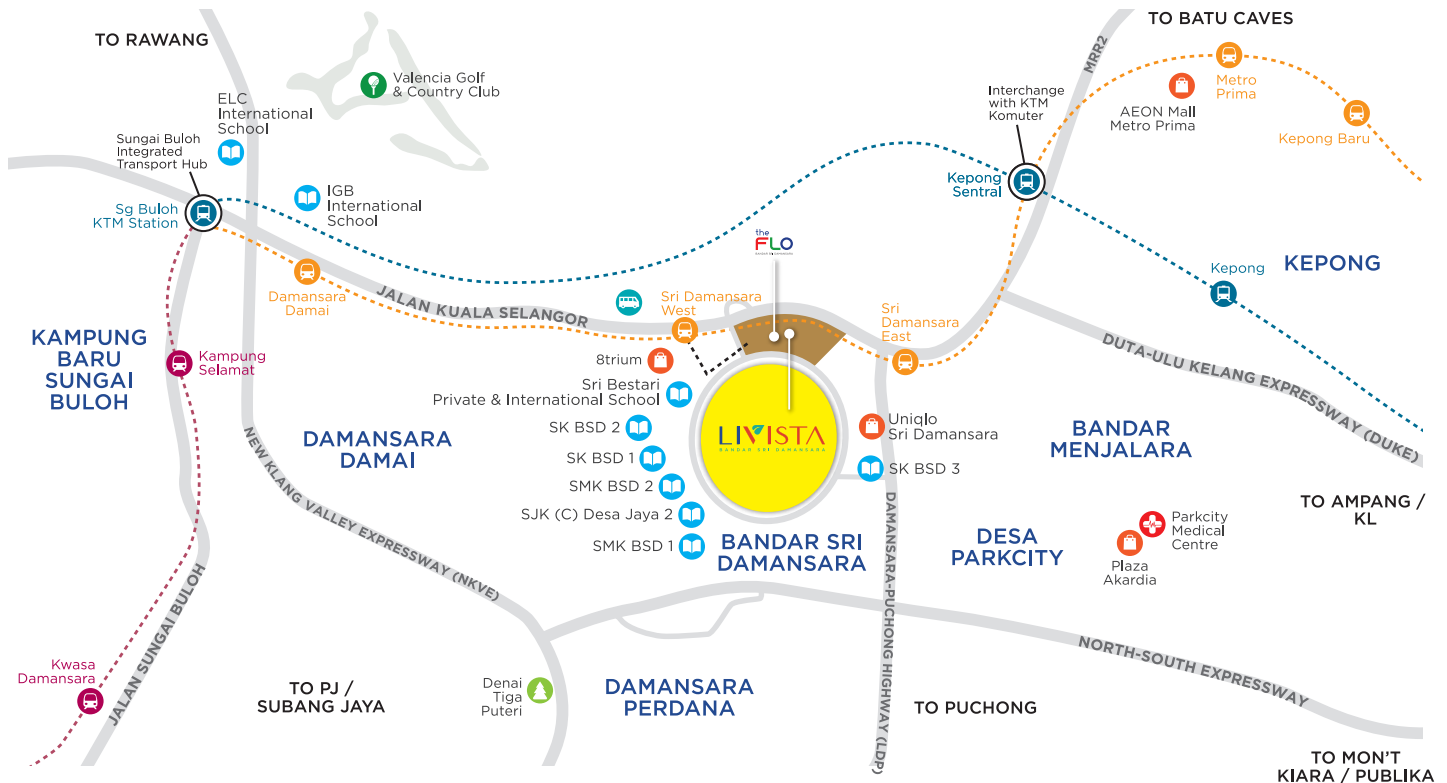 TO RAWANG
TO BATU CAVES
MRR2
Valencia Golf
& Country Club
Metro
Prima
ELC
International
School
Interchange
with KTM
Komuter
AEON Mall
Metro Prima
Kepong Baru
Sungai Buloh
Integrated
Transport Hub
IGB
International
School
Kepong
Sentral
Sg Buloh
KTM Station
the
FLO
BANDAR SRI DAMANSARA
Kepong
KEPONG
Damansara
Damai
JALAN KUALA SELANGOR
Sri Damansara
West
Sri
Damansara
East
KAMPUNG
BARU
SUNGAI
BULOH
Kampung
Selamat
8trium
DUTA-ULU KELANG EXPRESSWAY (DUKE)
Sri Bestari
Private & International School
SK BSD 2
SK BSD 1
SMK BSD 2
SJK (C) Desa Jaya 2
SMK BSD 1
LIVISTA
BANDAR SRI DAMANSARA
Uniqlo
Sri Damansara
SK BSD 3
BANDAR
MENJALARA
DAMANSARA
DAMAI
NEW KLANG VALLEY EXPRESSWAY (NKVE)
TO AMPANG /
KL
BANDAR SRI
DAMANSARA
DESA
PARKCITY
Parkcity
Medical
Centre
Plaza
Akardia
DAMANSARA-PUCHONG HIGHWAY (LDP)
JALAN SUNGAI BULOH
Kwasa
Damansara
TO PJ /
SUBANG JAYA
Denai
Tiga
Puteri
DAMANSARA
PERDANA
TO PUCHONG
NORTH-SOUTH EXPRESSWAY
TO MON'T
KIARA / PUBLIKA